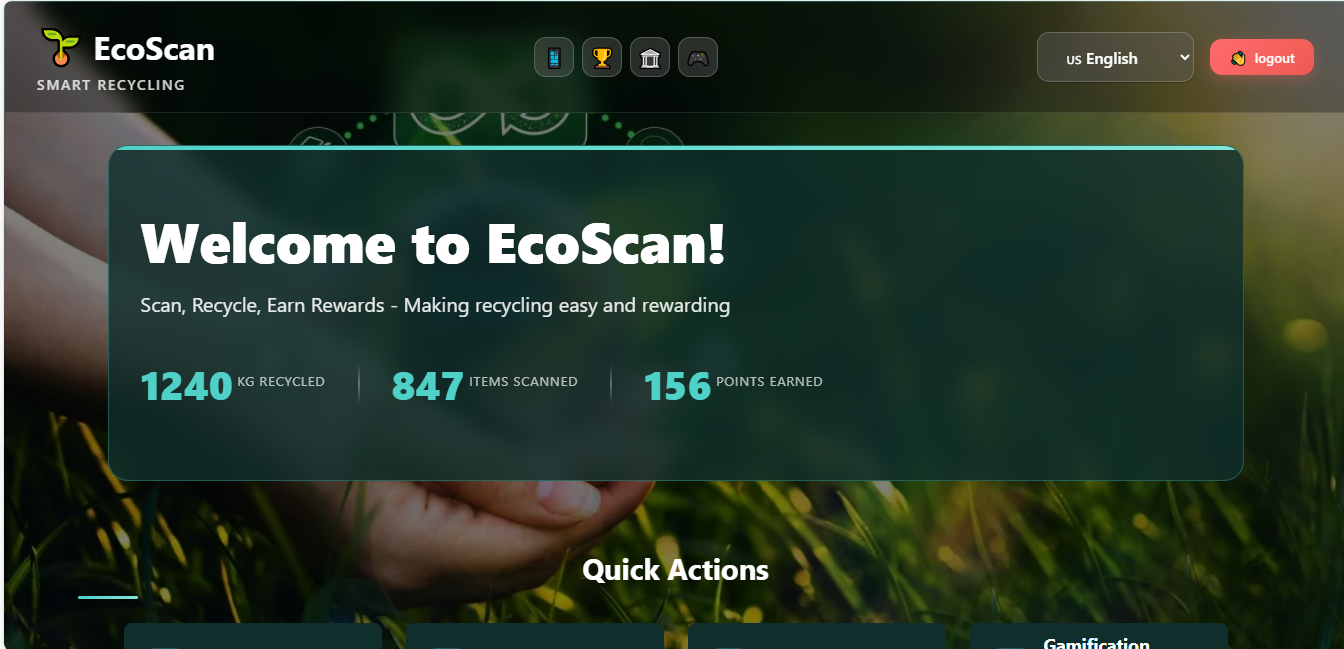 EcoScan
SMART RECYCLING
US English
logout
Welcome to EcoScan!
Scan, Recycle, Earn Rewards - Making recycling easy and rewarding
1240 KG RECYCLED
847 ITEMS SCANNED
156 POINTS EARNED
Quick Actions
Gamification